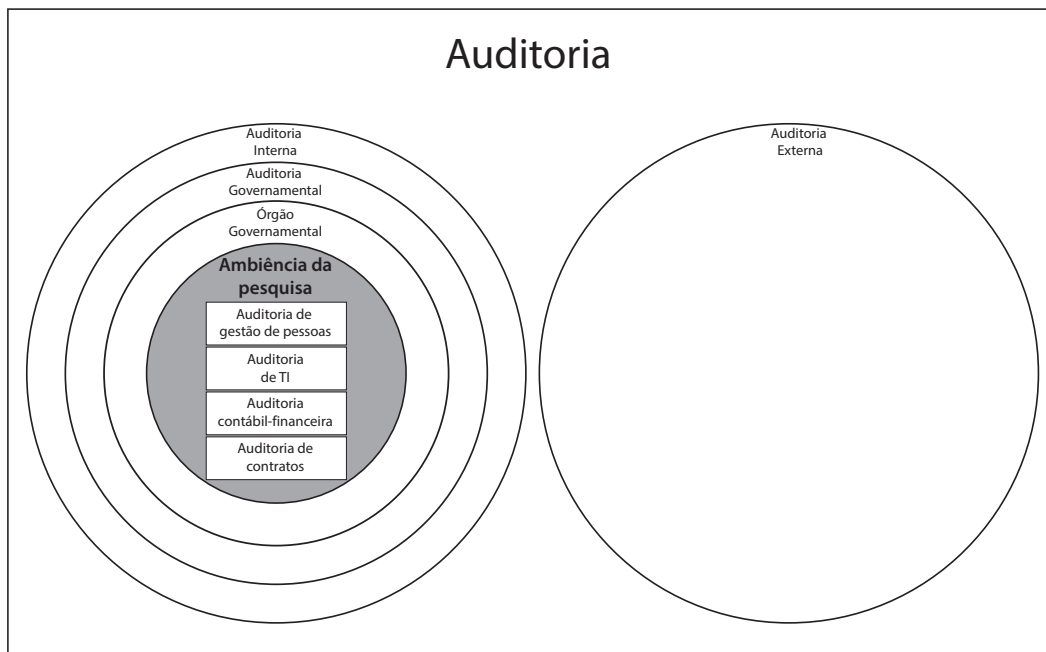 Auditoria
Auditoria
Interna
Auditoria
Governamental
Órgão
Governamental
Ambiência da
pesquisa
Auditoria de
gestão de pessoas
Auditoria
de TI
Auditoria
contábil-financeira
Auditoria de
contratos
Auditoria
Externa